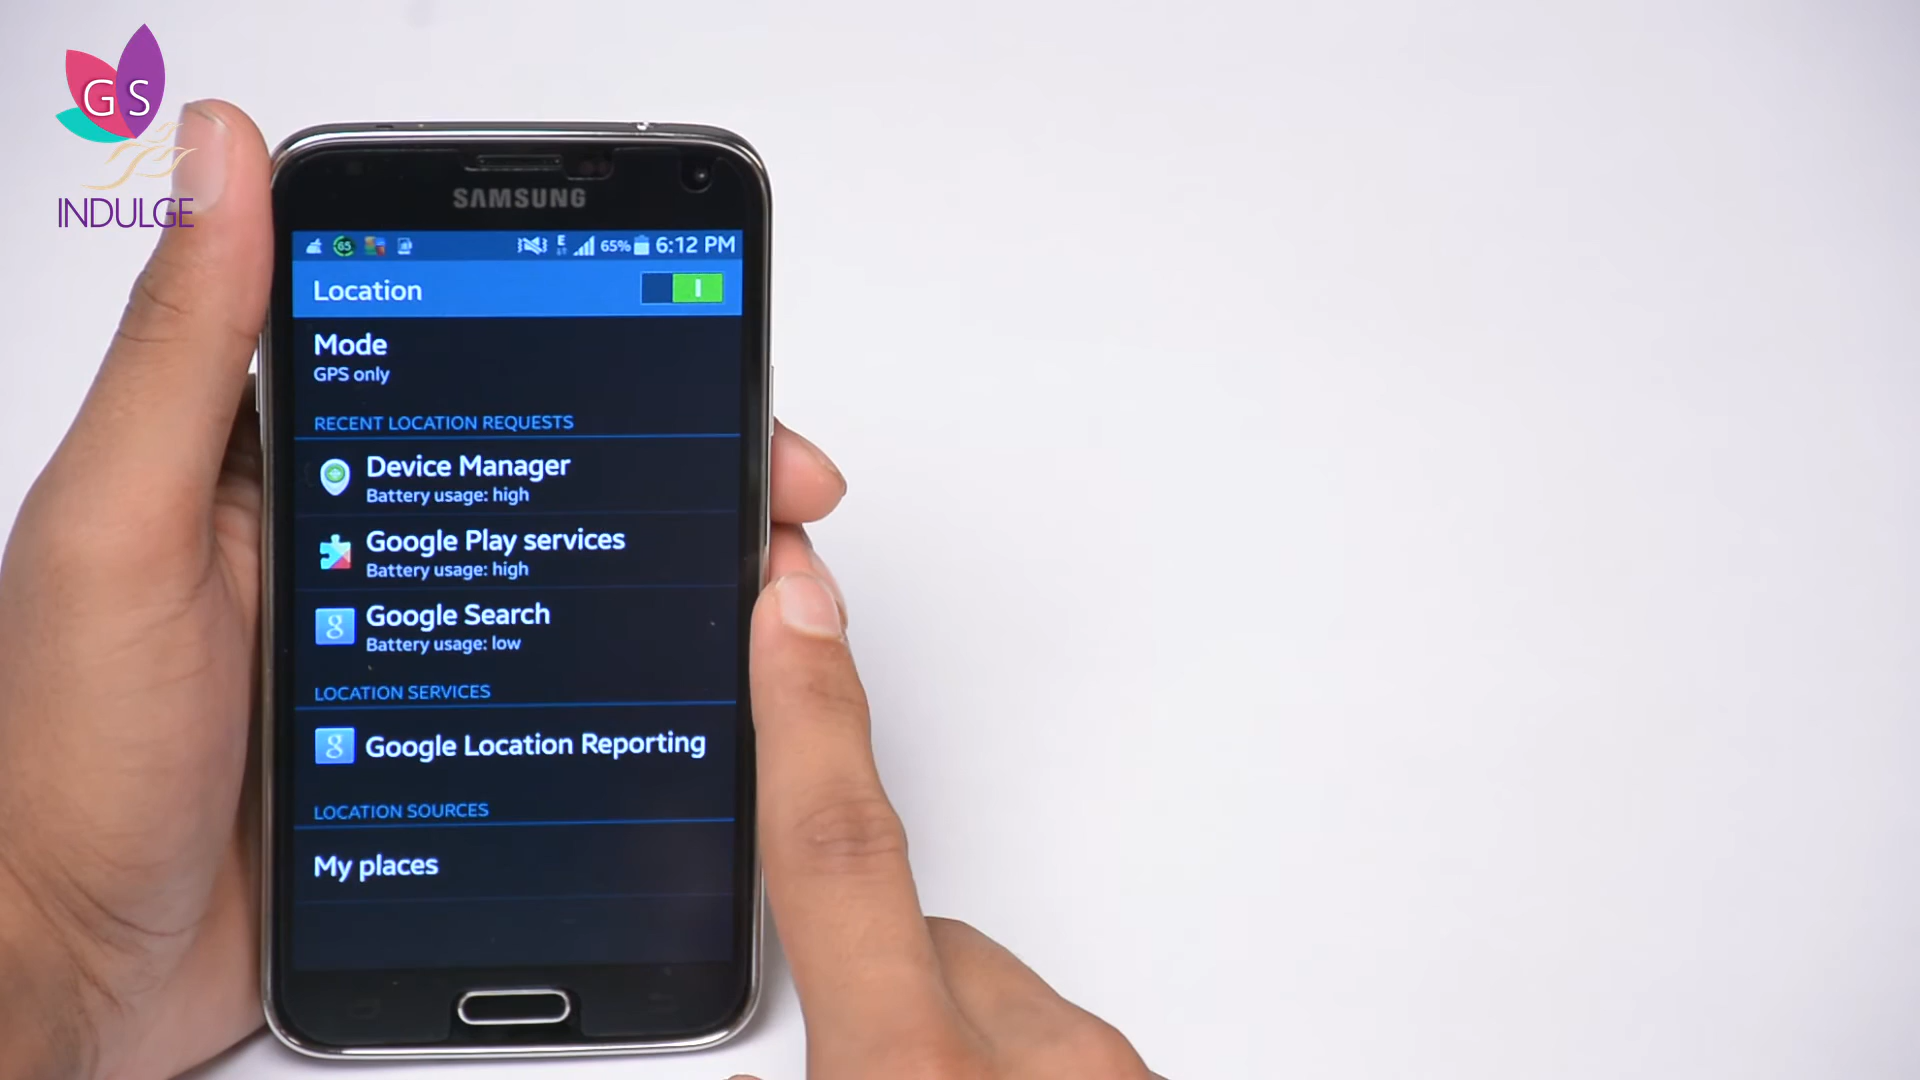 GS
INDULGE
SAMSUNG
65 E 65% 6:12 PM
Location
Mode
GPS only
RECENT LOCATION REQUESTS
Device Manager
Battery usage: high
Google Play services
Battery usage: high
g Google Search
Battery usage: low
LOCATION SERVICES
g Google Location Reporting
LOCATION SOURCES
My places